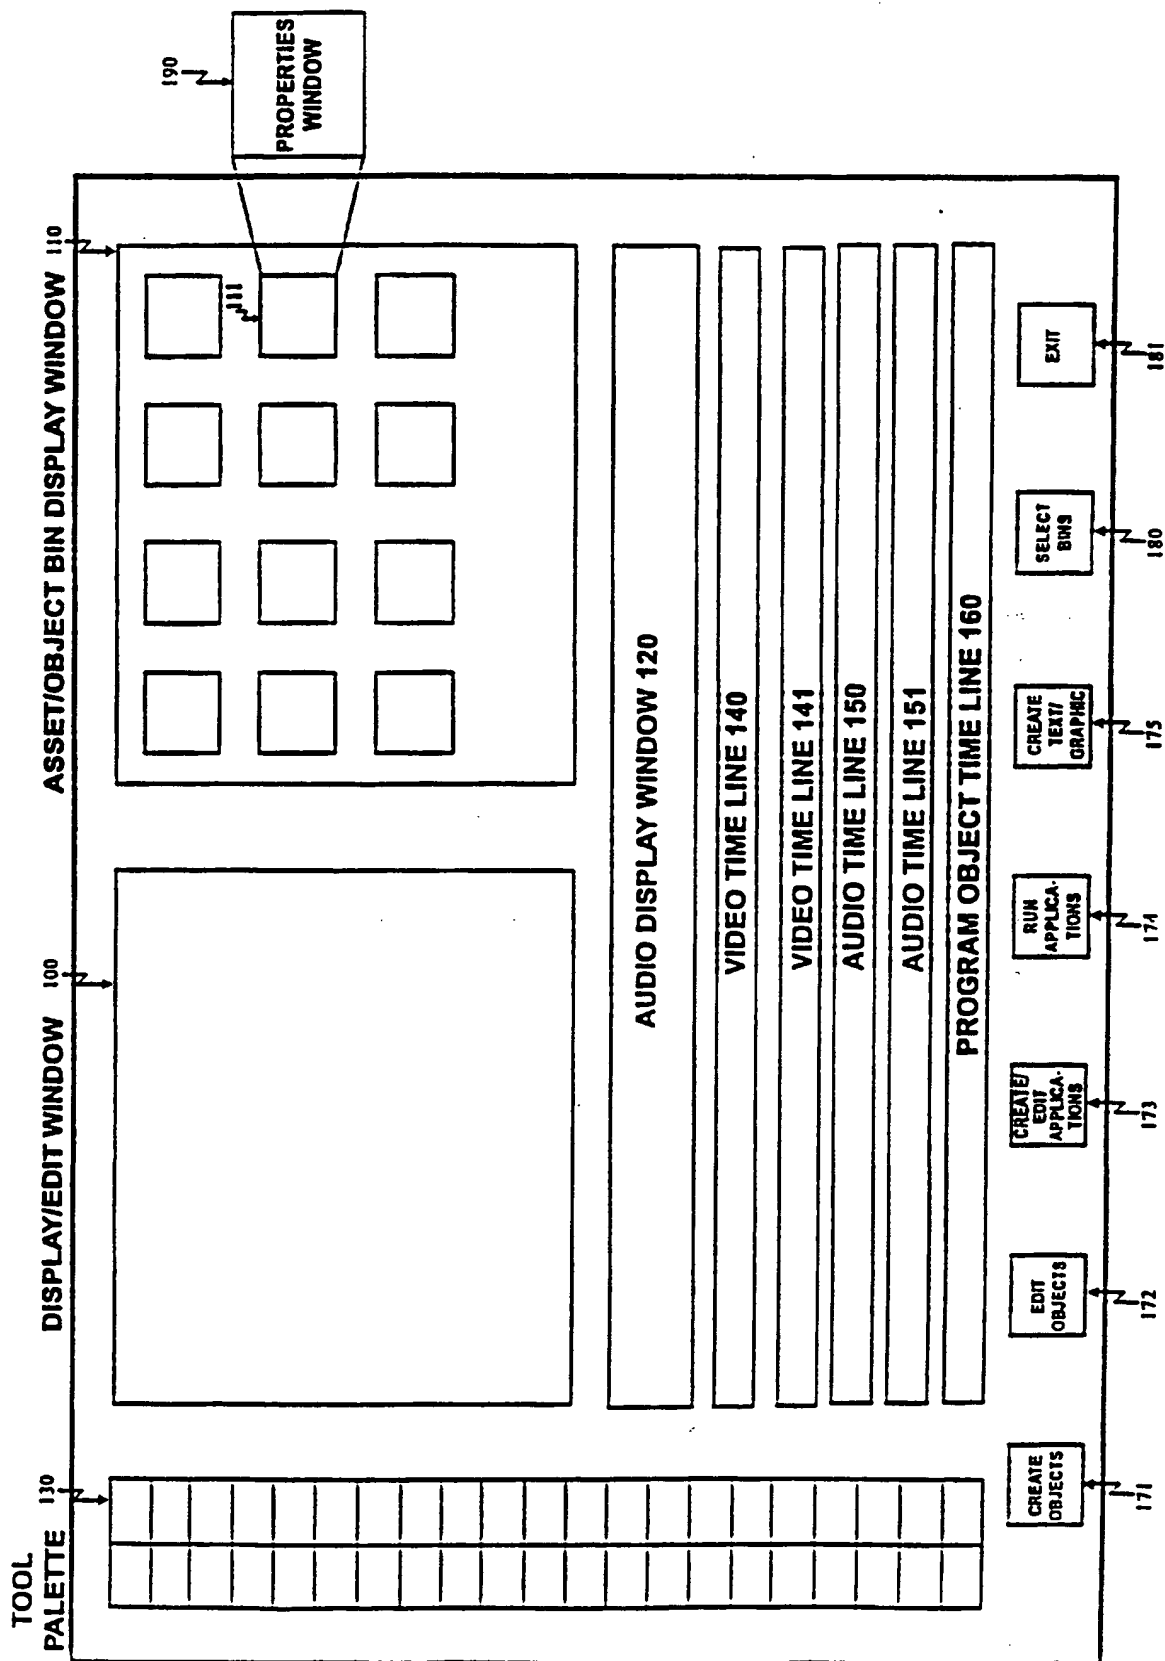 TOOL
PALETTE 130
DISPLAY/EDIT WINDOW 100
ASSET/OBJECT BIN DISPLAY WINDOW 110
111
190
PROPERTIES
WINDOW
AUDIO DISPLAY WINDOW 120
VIDEO TIME LINE 140
VIDEO TIME LINE 141
AUDIO TIME LINE 150
AUDIO TIME LINE 151
PROGRAM OBJECT TIME LINE 160
CREATE
OBJECTS
171
EDIT
OBJECTS
172
CREATE/
EDIT
APPLICA-
TIONS
173
RUN
APPLICA-
TIONS
174
CREATE
TEXT/
GRAPHIC
175
SELECT
BINS
180
EXIT
181